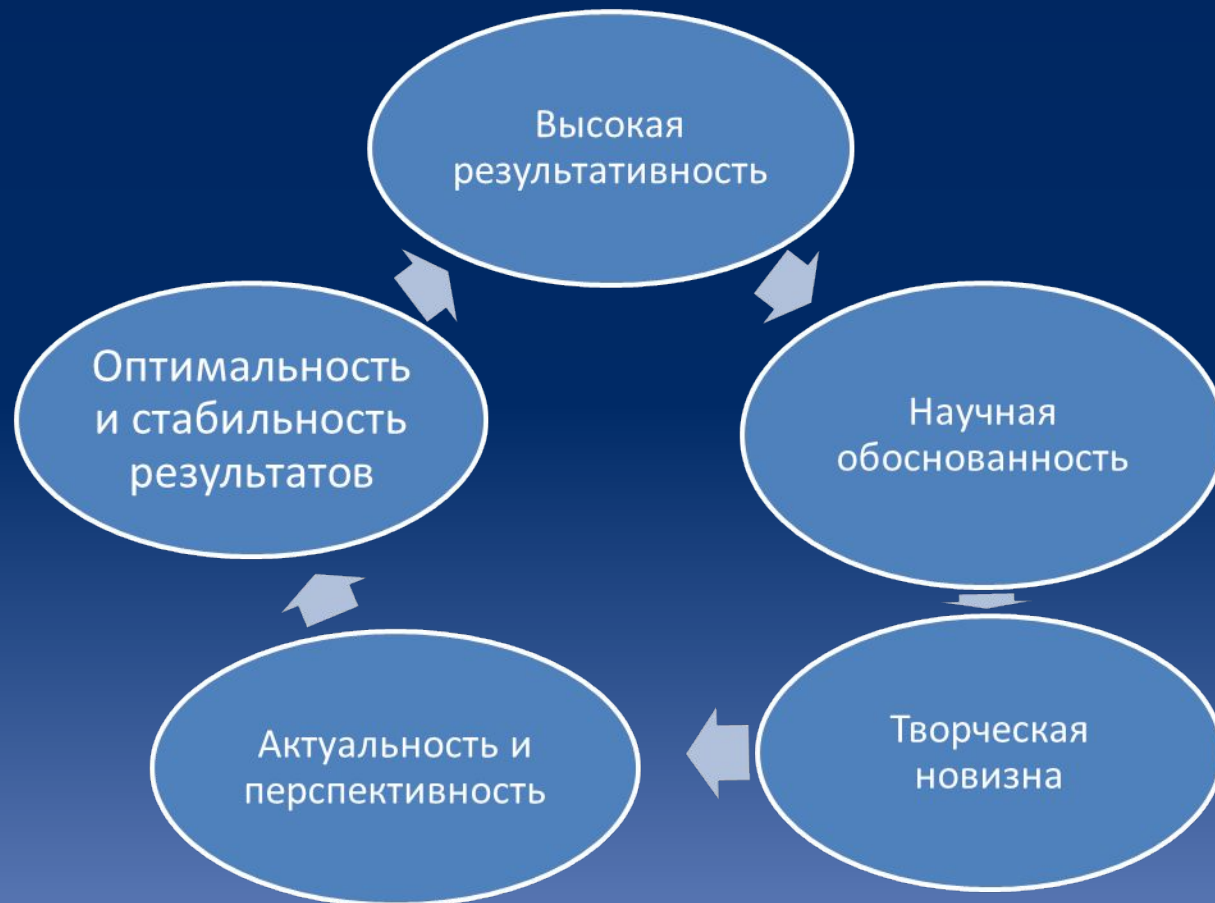 Высокая
результативность
Научная
обоснованность
Творческая
новизна
Актуальность и
перспективность
Оптимальность
и стабильность
результатов